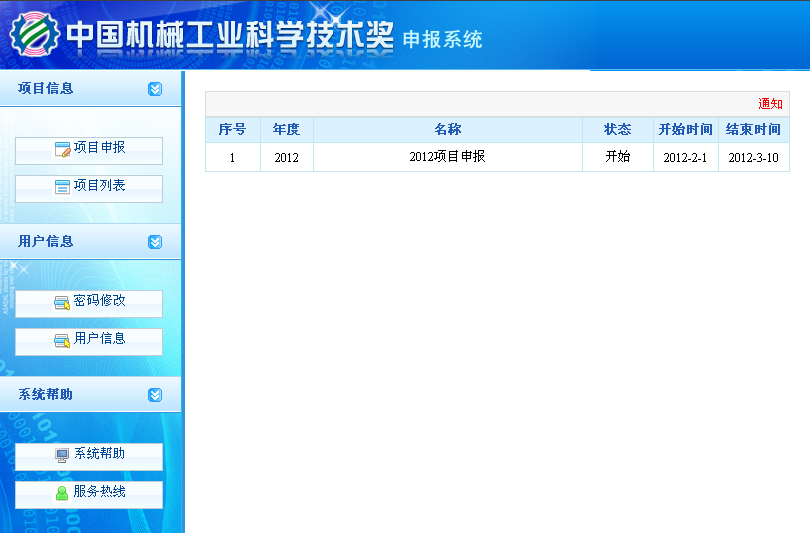 中国机械工业科学技术奖 申报系统
项目信息
项目申报
项目列表
用户信息
密码修改
用户信息
系统帮助
系统帮助
服务热线
通知
序号 年度 名称 状态 开始时间 结束时间
1 2012 2012项目申报 开始 2012-2-1 2012-3-10